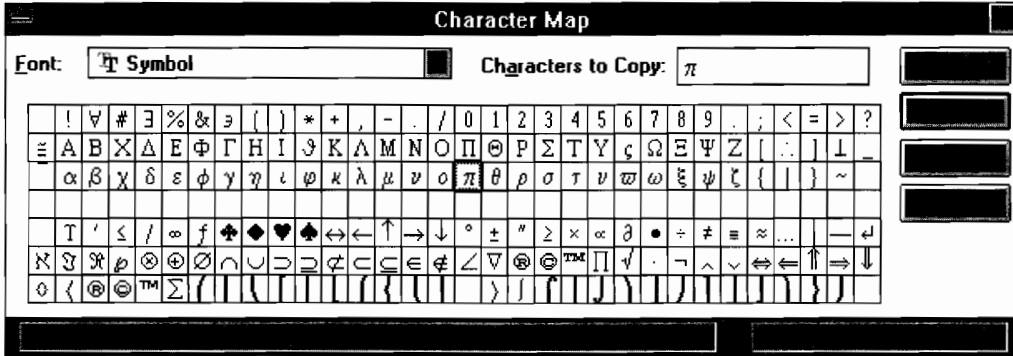 Character Map
Font: Symbol Characters to Copy: π
! ∀ # ∃ % & ∍ ( ) * + , − . / 0 1 2 3 4 5 6 7 8 9 . ; < = > ?
≅ Α Β Χ Δ Ε Φ Γ Η Ι ϑ Κ Λ Μ Ν Ο Π Θ Ρ Σ Τ Υ ς Ω Ξ Ψ Ζ [ ∴ ] ⊥ _
α β χ δ ε ϕ γ η ι φ κ λ μ ν ο π θ ρ σ τ υ ϖ ω ξ ψ ζ { | } ~
ϒ ′ ≤ / ∞ ƒ ♣ ♦ ♥ ♠ ↔ ← ↑ → ↓ ° ± ″ ≥ × ∝ ∂ • ÷ ≠ ≡ ≈ … | — ↵
ℵ ℑ ℜ ℘ ⊗ ⊕ ∅ ∩ ∪ ⊃ ⊇ ⊄ ⊂ ⊆ ∈ ∉ ∠ ∇ ® © ™ ∏ √ · ¬ ∧ ∨ ⇔ ⇐ ⇑ ⇒ ⇓
◊ 〈 ® © ™ ∑ ⎛ ⎜ ⎝ ⎡ ⎢ ⎣ ⎧ ⎨ ⎩ ⎪ 〉 ∫ ⌠ ⎮ ⌡ ⎞ ⎟ ⎠ ⎤ ⎥ ⎦ ⎫ ⎬ ⎭